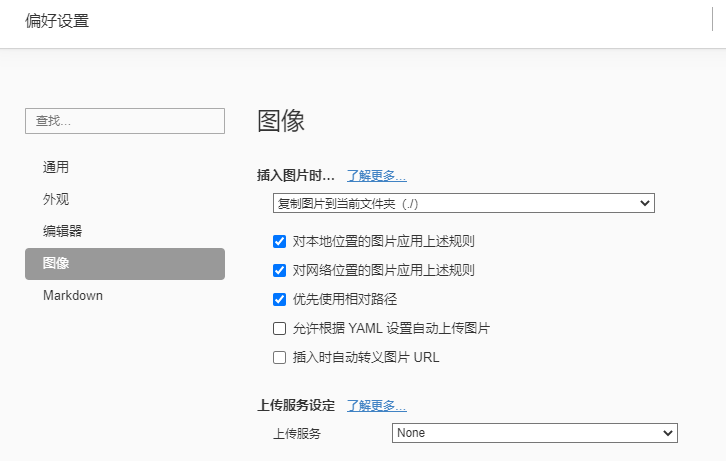 偏好设置
查找...
通用
外观
编辑器
图像
Markdown
图像
插入图片时... 了解更多...
复制图片到当前文件夹（./）
对本地位置的图片应用上述规则
对网络位置的图片应用上述规则
优先使用相对路径
允许根据 YAML 设置自动上传图片
插入时自动转义图片 URL
上传服务设定 了解更多...
上传服务 None